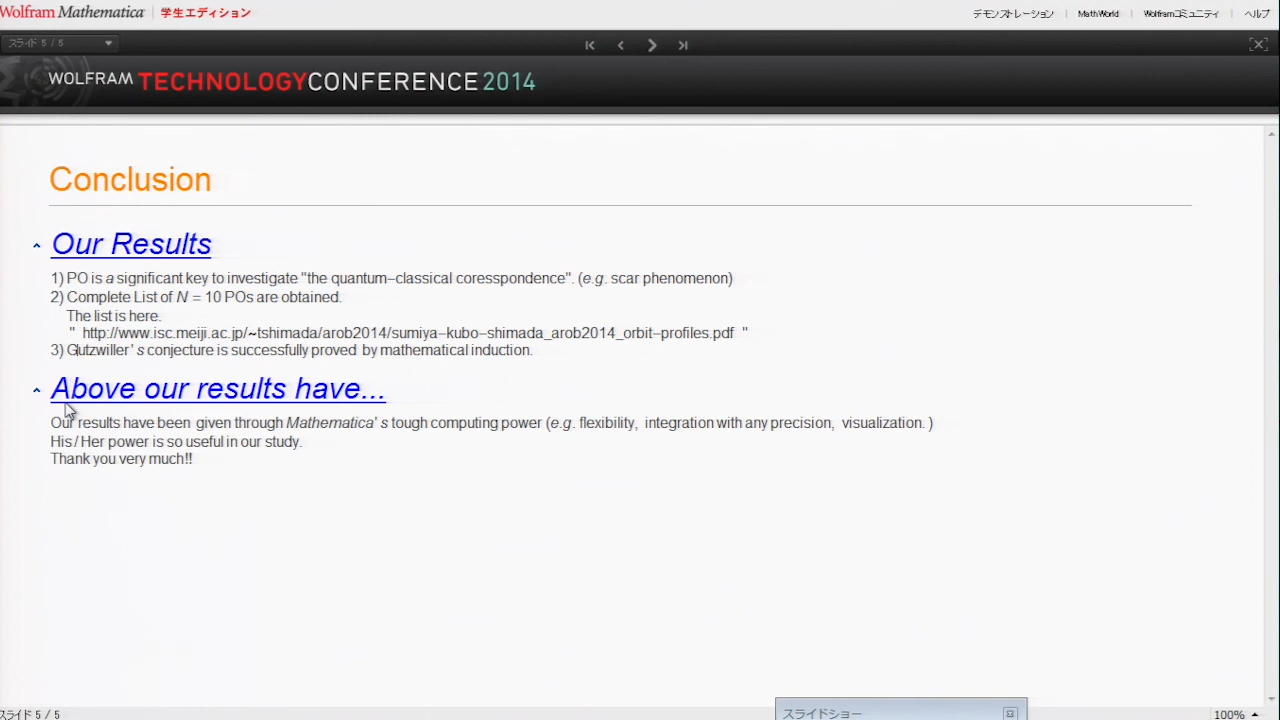 Wolfram Mathematica | 学生エディション
デモンストレーション | MathWorld | Wolframコミュニティ | ヘルプ
スライド 5 / 5
WOLFRAM TECHNOLOGYCONFERENCE 2014
Conclusion
Our Results
1) PO is a significant key to investigate "the quantum–classical coresspondence". (e.g. scar phenomenon)
2) Complete List of N = 10 POs are obtained.
The list is here.
" http://www.isc.meiji.ac.jp/~tshimada/arob2014/sumiya–kubo–shimada_arob2014_orbit–profiles.pdf "
3) Gutzwiller's conjecture is successfully proved by mathematical induction.
Above our results have...
Our results have been given through Mathematica's tough computing power (e.g. flexibility, integration with any precision, visualization. )
His / Her power is so useful in our study.
Thank you very much!!
スライドショー
スライド 5 / 5
100%